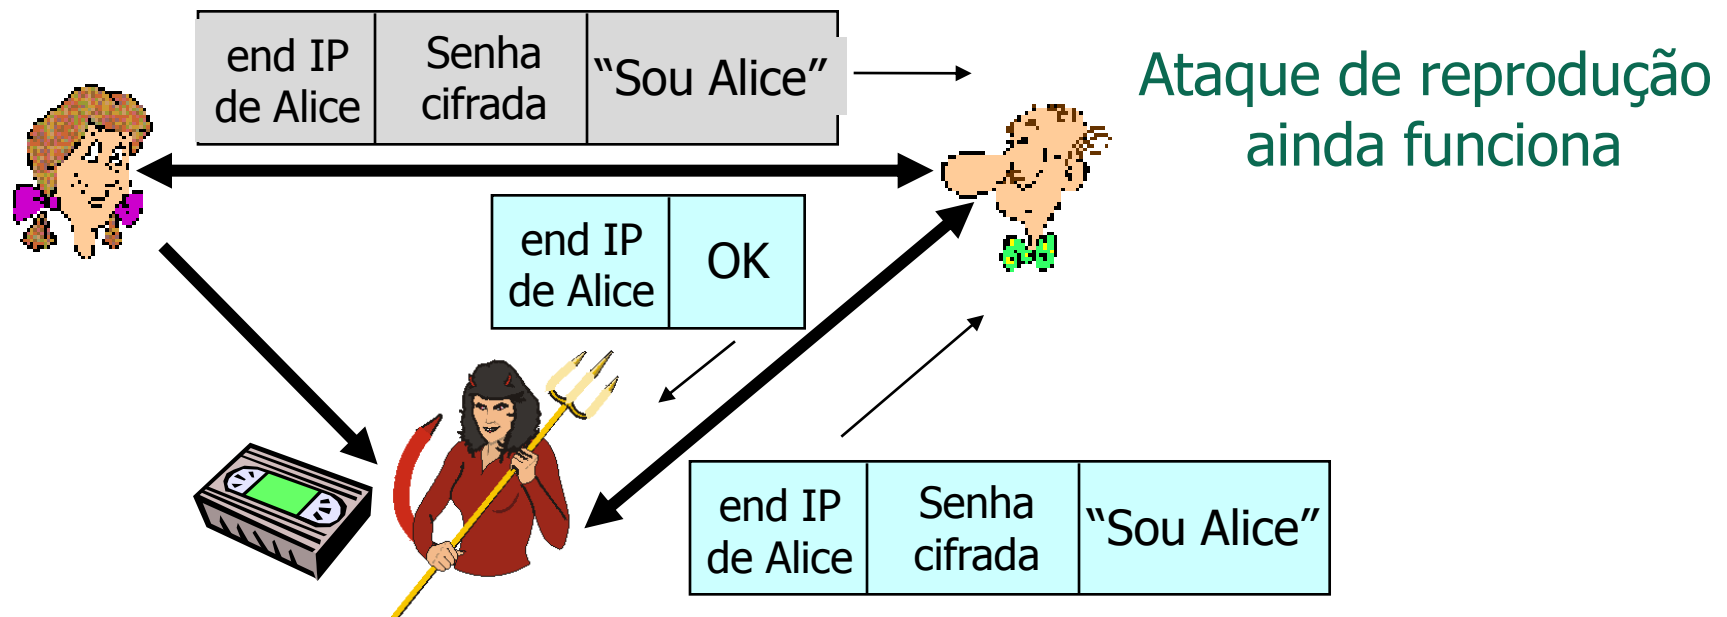 end IP
de Alice
Senha
cifrada
“Sou Alice”
Ataque de reprodução
ainda funciona
end IP
de Alice
OK
end IP
de Alice
Senha
cifrada
“Sou Alice”